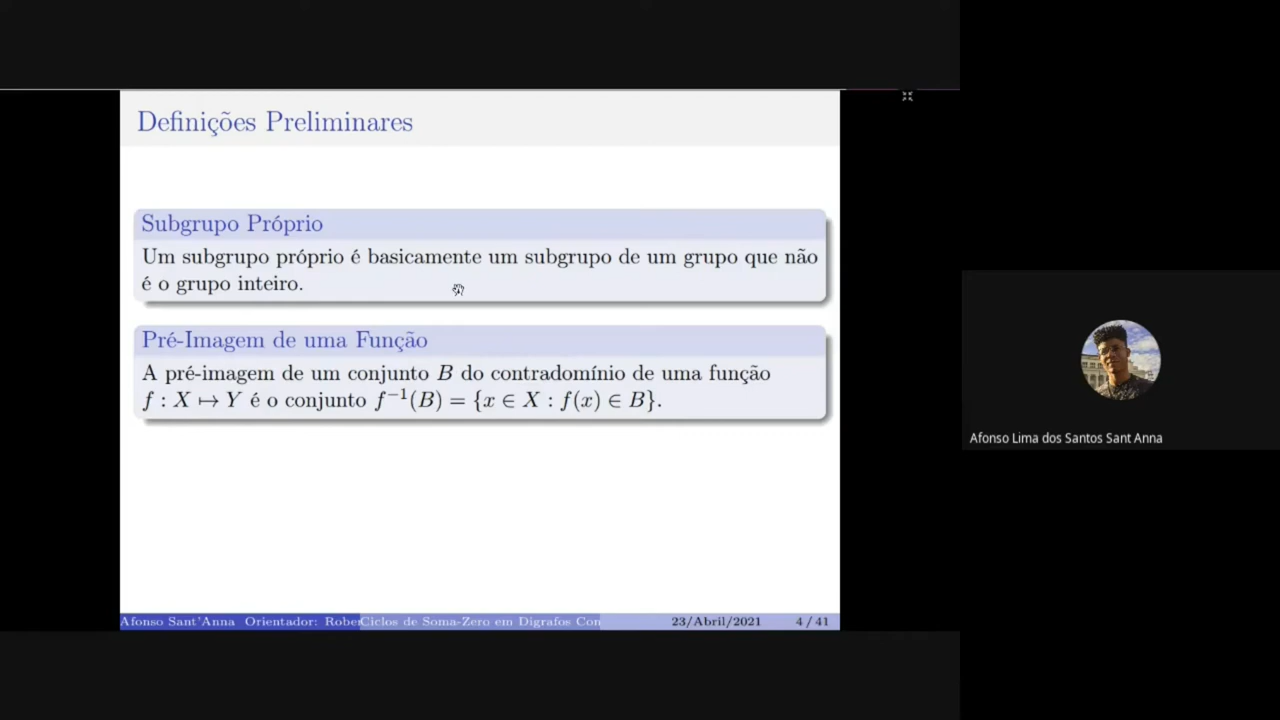 Definições Preliminares
Subgrupo Próprio
Um subgrupo próprio é basicamente um subgrupo de um grupo que não
é o grupo inteiro.
Pré-Imagem de uma Função
A pré-imagem de um conjunto B do contradomínio de uma função
f : X ↦ Y é o conjunto f⁻¹(B) = {x ∈ X : f(x) ∈ B}.
Afonso Sant'Anna Orientador: Rober Ciclos de Soma-Zero em Digrafos Con 23/Abril/2021 4 / 41
Afonso Lima dos Santos Sant Anna